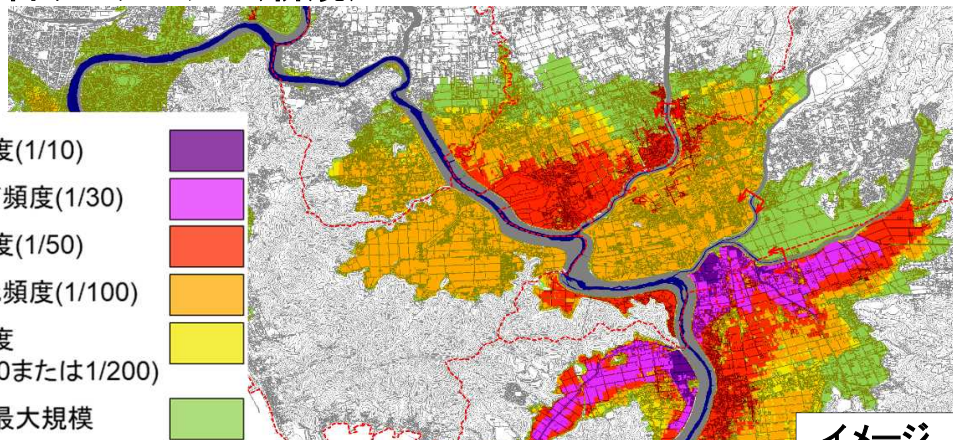 度(1/10)
頻度(1/30)
度(1/50)
頻度(1/100)
度
0または1/200)
最大規模
イメージ